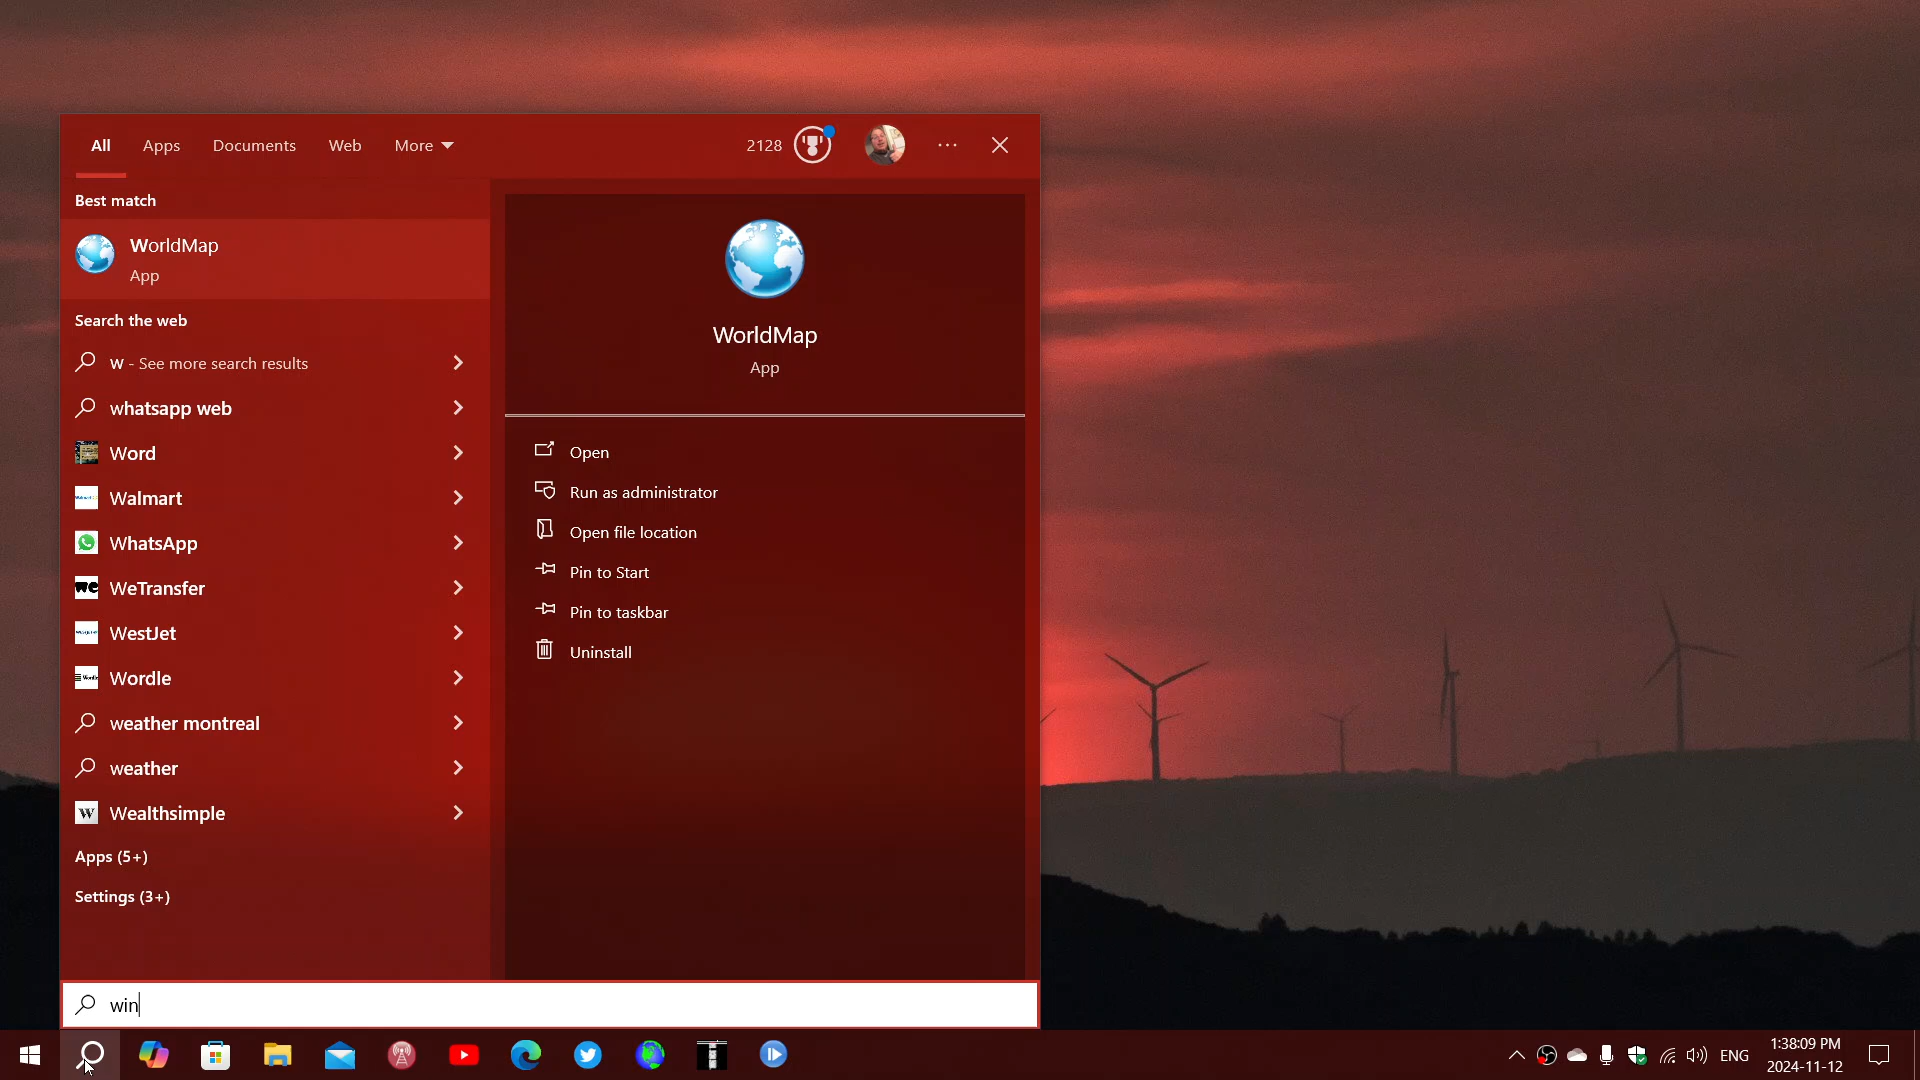 All Apps Documents Web More 2128
Best match
WorldMap
App
Search the web
w - See more search results
whatsapp web
Word
Walmart
WhatsApp
WeTransfer
WestJet
Wordle
weather montreal
weather
Wealthsimple
Apps (5+)
Settings (3+)
WorldMap
App
Open
Run as administrator
Open file location
Pin to Start
Pin to taskbar
Uninstall
win
ENG
1:38:09 PM
2024-11-12